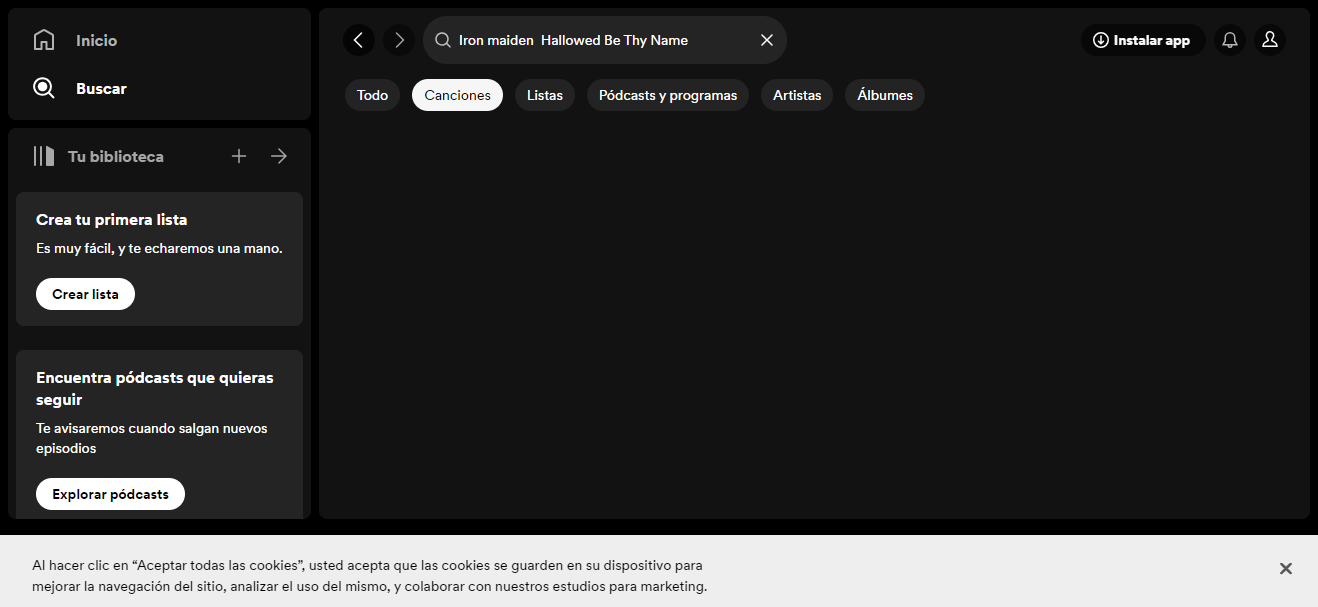 Inicio
Buscar
Tu biblioteca
Crea tu primera lista
Es muy fácil, y te echaremos una mano.
Crear lista
Encuentra pódcasts que quieras
seguir
Te avisaremos cuando salgan nuevos
episodios
Explorar pódcasts
Iron maiden  Hallowed Be Thy Name
Instalar app
Todo
Canciones
Listas
Pódcasts y programas
Artistas
Álbumes
Al hacer clic en “Aceptar todas las cookies”, usted acepta que las cookies se guarden en su dispositivo para
mejorar la navegación del sitio, analizar el uso del mismo, y colaborar con nuestros estudios para marketing.